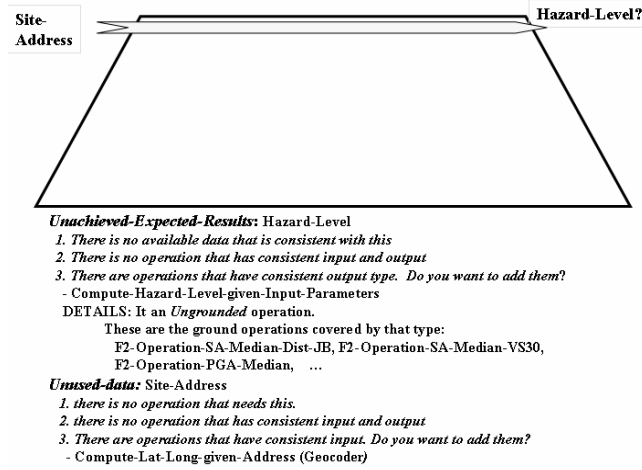 Site-
Address
Hazard-Level?
Unachieved-Expected-Results: Hazard-Level
1. There is no available data that is consistent with this
2. There is no operation that has consistent input and output
3. There are operations that have consistent output type. Do you want to add them?
- Compute-Hazard-Level-given-Input-Parameters
DETAILS: It an Ungrounded operation.
These are the ground operations covered by that type:
F2-Operation-SA-Median-Dist-JB, F2-Operation-SA-Median-VS30,
F2-Operation-PGA-Median, ...
Unused-data: Site-Address
1. there is no operation that needs this.
2. there is no operation that has consistent input and output
3. There are operations that have consistent input. Do you want to add them?
- Compute-Lat-Long-given-Address (Geocoder)